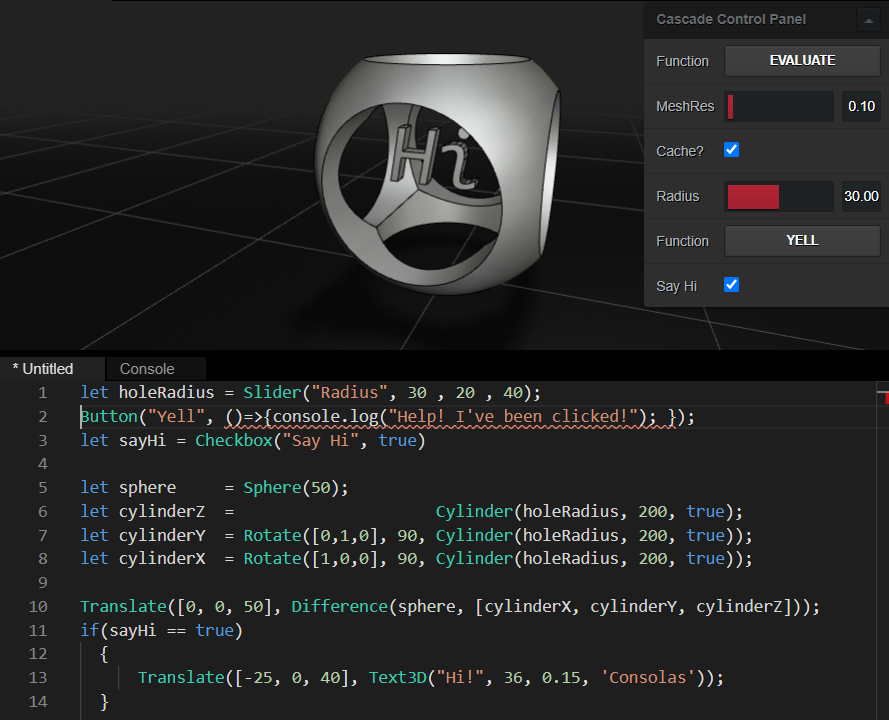 Cascade Control Panel
Function EVALUATE
MeshRes 0.10
Cache?
Radius 30.00
Function YELL
Say Hi
Hi
* Untitled Console
1 let holeRadius = Slider("Radius", 30 , 20 , 40);
2 Button("Yell", ()=>{console.log("Help! I've been clicked!"); });
3 let sayHi = Checkbox("Say Hi", true)
4
5 let sphere     = Sphere(50);
6 let cylinderZ  =                     Cylinder(holeRadius, 200, true);
7 let cylinderY  = Rotate([0,1,0], 90, Cylinder(holeRadius, 200, true));
8 let cylinderX  = Rotate([1,0,0], 90, Cylinder(holeRadius, 200, true));
9
10 Translate([0, 0, 50], Difference(sphere, [cylinderX, cylinderY, cylinderZ]));
11 if(sayHi == true)
12   {
13       Translate([-25, 0, 40], Text3D("Hi!", 36, 0.15, 'Consolas'));
14   }